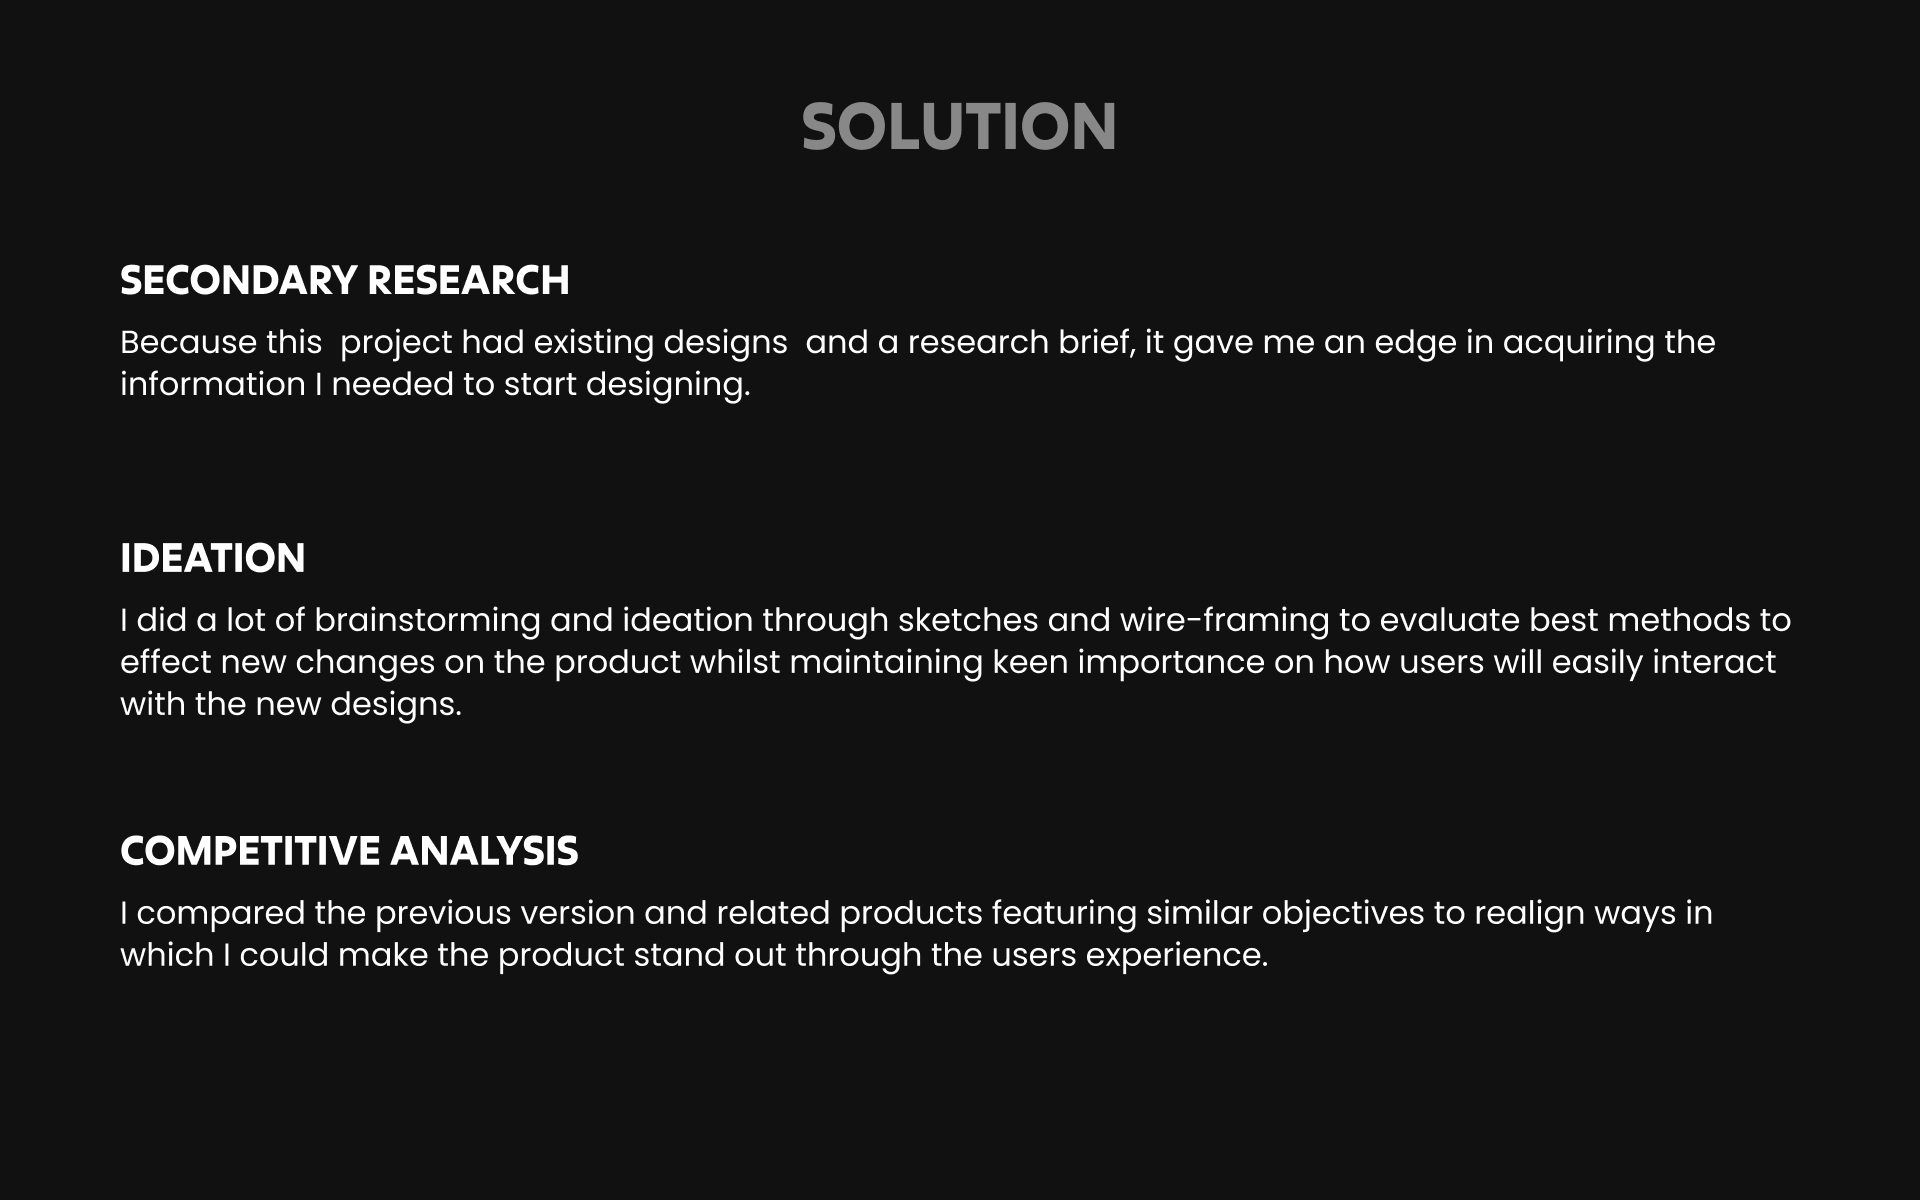 SOLUTION
SECONDARY RESEARCH
Because this  project had existing designs  and a research brief, it gave me an edge in acquiring the
information I needed to start designing.
IDEATION
I did a lot of brainstorming and ideation through sketches and wire-framing to evaluate best methods to
effect new changes on the product whilst maintaining keen importance on how users will easily interact
with the new designs.
COMPETITIVE ANALYSIS
I compared the previous version and related products featuring similar objectives to realign ways in
which I could make the product stand out through the users experience.